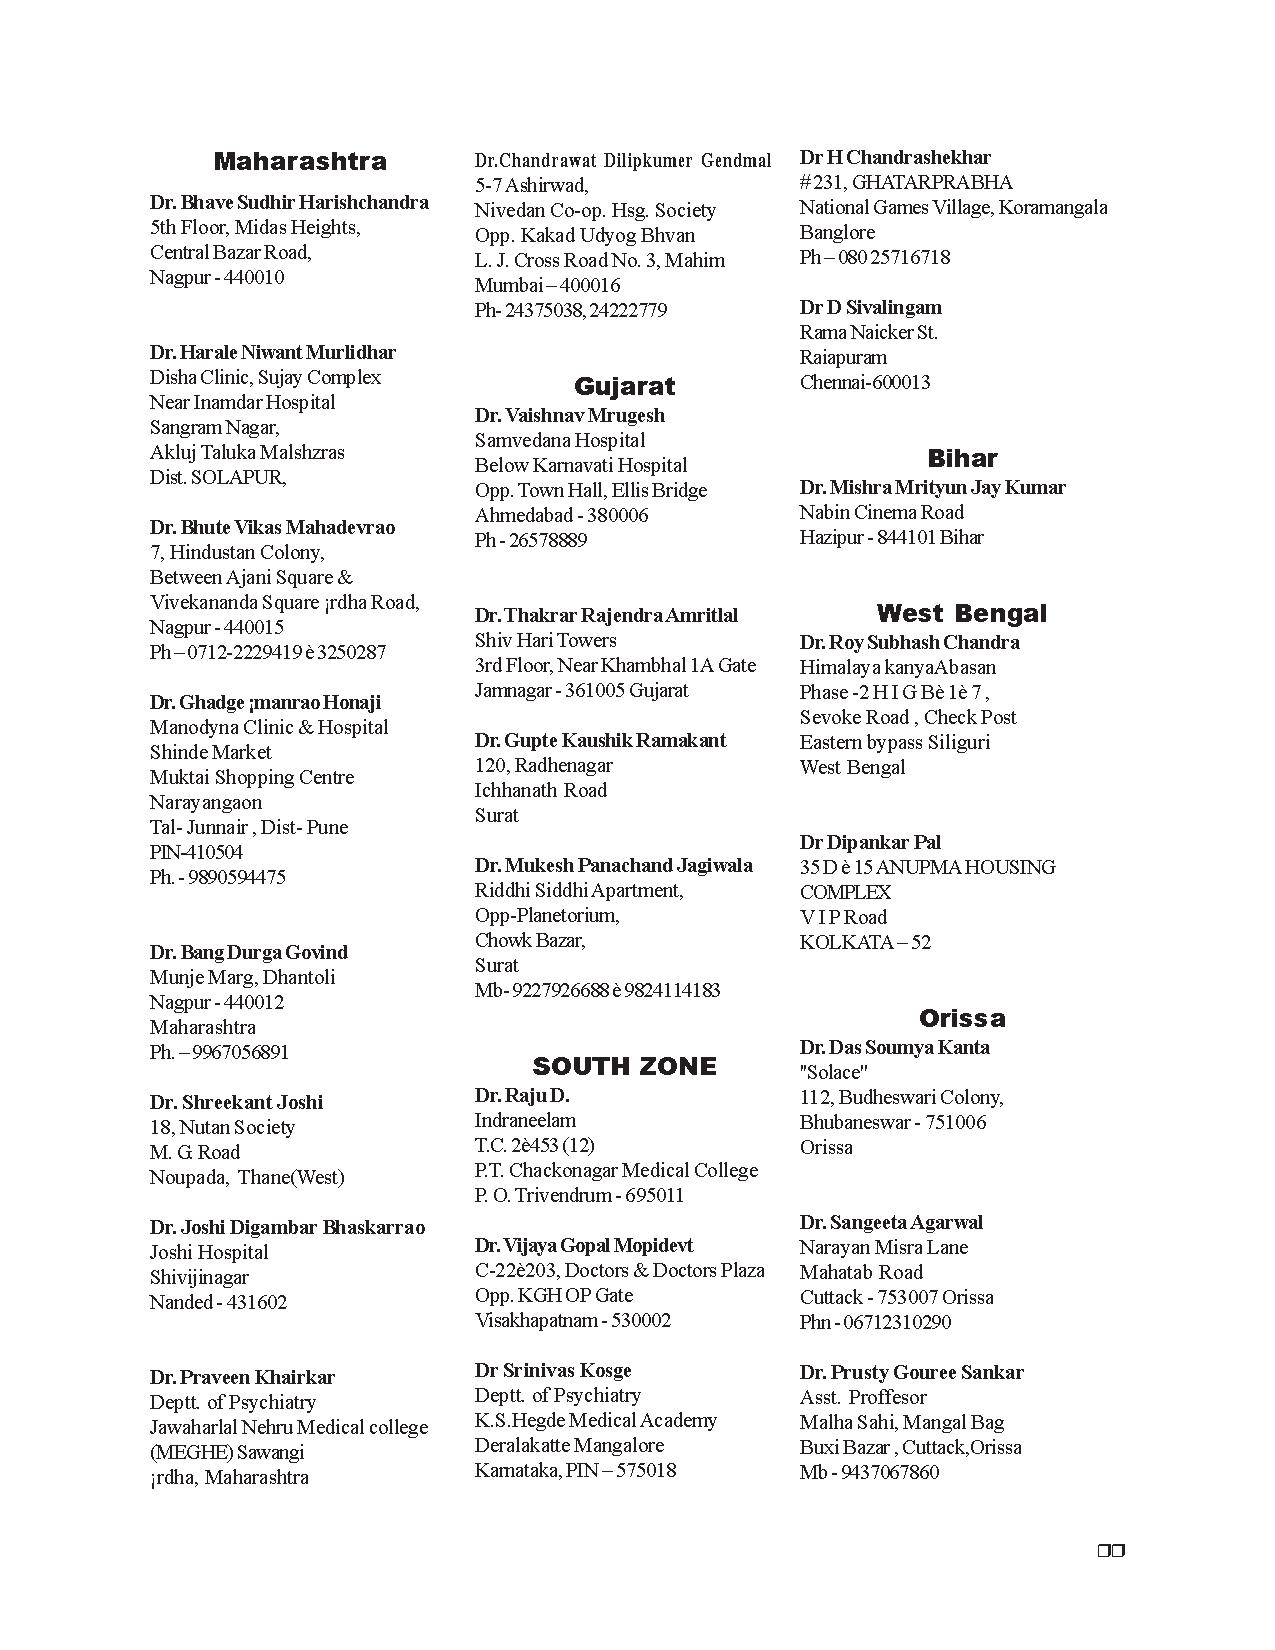 Maharashtra
Dr. Bhave Sudhir Harishchandra
5th Floor, Midas Heights,
Central Bazar Road,
Nagpur - 440010
Dr. Harale Niwant Murlidhar
Disha Clinic, Sujay Complex
Near Inamdar Hospital
Sangram Nagar,
Akluj Taluka Malshzras
Dist. SOLAPUR,
Dr. Bhute Vikas Mahadevrao
7, Hindustan Colony,
Between Ajani Square &
Vivekananda Square ¡rdha Road,
Nagpur - 440015
Ph – 0712-2229419 è 3250287
Dr. Ghadge ¡manrao Honaji
Manodyna Clinic & Hospital
Shinde Market
Muktai Shopping Centre
Narayangaon
Tal- Junnair , Dist- Pune
PIN-410504
Ph. - 9890594475
Dr. Bang Durga Govind
Munje Marg, Dhantoli
Nagpur - 440012
Maharashtra
Ph. – 9967056891
Dr. Shreekant Joshi
18, Nutan Society
M. G. Road
Noupada, Thane(West)
Dr. Joshi Digambar Bhaskarrao
Joshi Hospital
Shivijinagar
Nanded - 431602
Dr. Praveen Khairkar
Deptt. of Psychiatry
Jawaharlal Nehru Medical college
(MEGHE) Sawangi
¡rdha, Maharashtra
Dr.Chandrawat Dilipkumer Gendmal
5-7 Ashirwad,
Nivedan Co-op. Hsg. Society
Opp. Kakad Udyog Bhvan
L. J. Cross Road No. 3, Mahim
Mumbai – 400016
Ph- 24375038, 24222779
Gujarat
Dr. Vaishnav Mrugesh
Samvedana Hospital
Below Karnavati Hospital
Opp. Town Hall, Ellis Bridge
Ahmedabad - 380006
Ph - 26578889
Dr. Thakrar Rajendra Amritlal
Shiv Hari Towers
3rd Floor, Near Khambhal 1A Gate
Jamnagar - 361005 Gujarat
Dr. Gupte Kaushik Ramakant
120, Radhenagar
Ichhanath Road
Surat
Dr. Mukesh Panachand Jagiwala
Riddhi Siddhi Apartment,
Opp-Planetorium,
Chowk Bazar,
Surat
Mb- 9227926688 è 9824114183
SOUTH ZONE
Dr. Raju D.
Indraneelam
T.C. 2è453 (12)
P.T. Chackonagar Medical College
P. O. Trivendrum - 695011
Dr. Vijaya Gopal Mopidevt
C-22è203, Doctors & Doctors Plaza
Opp. KGH OP Gate
Visakhapatnam - 530002
Dr Srinivas Kosge
Deptt. of Psychiatry
K.S.Hegde Medical Academy
Deralakatte Mangalore
Karnataka, PIN – 575018
Dr H Chandrashekhar
# 231, GHATARPRABHA
National Games Village, Koramangala
Banglore
Ph – 080 25716718
Dr D Sivalingam
Rama Naicker St.
Raiapuram
Chennai-600013
Bihar
Dr. Mishra Mrityun Jay Kumar
Nabin Cinema Road
Hazipur - 844101 Bihar
West Bengal
Dr. Roy Subhash Chandra
Himalaya kanyaAbasan
Phase -2 H I G Bè 1è 7 ,
Sevoke Road , Check Post
Eastern bypass Siliguri
West Bengal
Dr Dipankar Pal
35 D è 15 ANUPMA HOUSING
COMPLEX
V I P Road
KOLKATA – 52
Orissa
Dr. Das Soumya Kanta
"Solace"
112, Budheswari Colony,
Bhubaneswar - 751006
Orissa
Dr. Sangeeta Agarwal
Narayan Misra Lane
Mahatab Road
Cuttack - 753007 Orissa
Phn - 06712310290
Dr. Prusty Gouree Sankar
Asst. Proffesor
Malha Sahi, Mangal Bag
Buxi Bazar , Cuttack,Orissa
Mb - 9437067860
❐❐